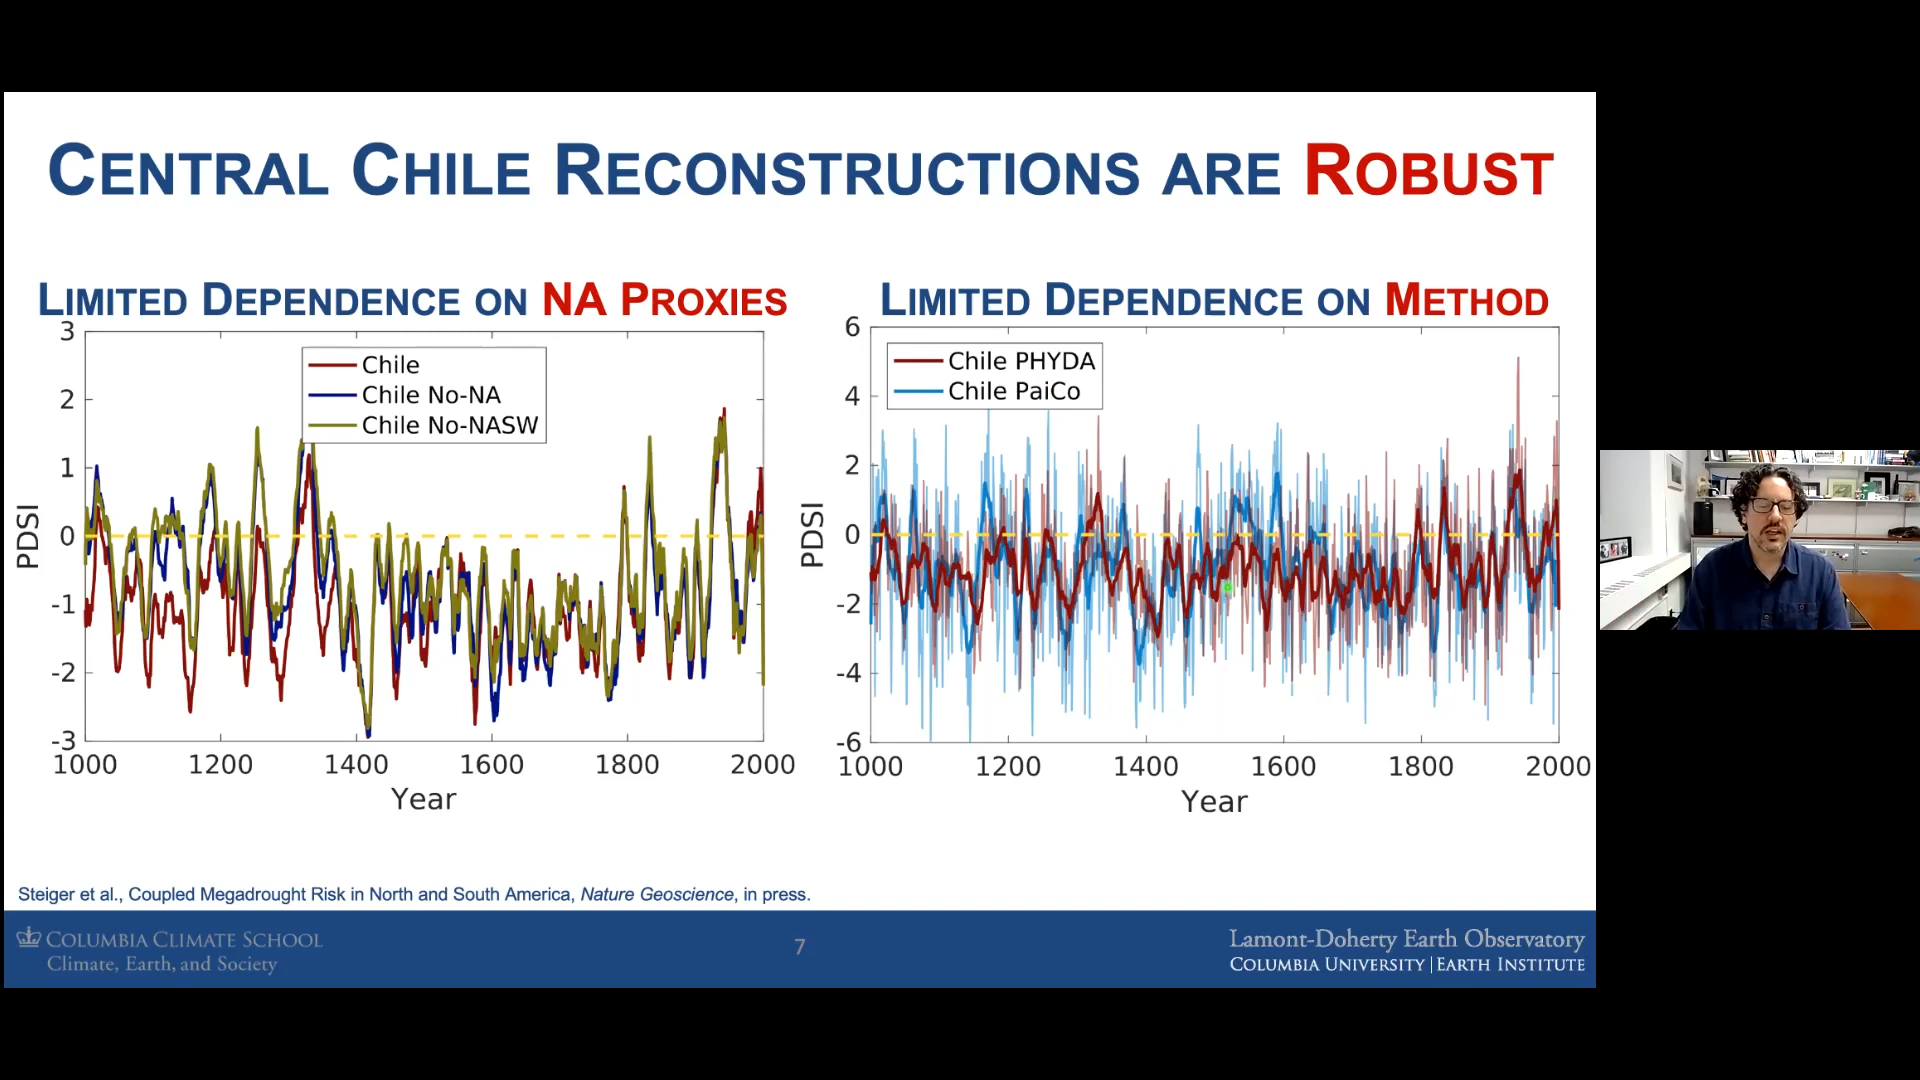 CENTRAL CHILE RECONSTRUCTIONS ARE ROBUST
LIMITED DEPENDENCE ON NA PROXIES
3
2
1
0
-1
-2
-3
PDSI
Chile
Chile No-NA
Chile No-NASW
1000
1200
1400
1600
1800
2000
Year
LIMITED DEPENDENCE ON METHOD
6
4
2
0
-2
-4
-6
PDSI
Chile PHYDA
Chile PaiCo
1000
1200
1400
1600
1800
2000
Year
Steiger et al., Coupled Megadrought Risk in North and South America, Nature Geoscience, in press.
COLUMBIA CLIMATE SCHOOL
Climate, Earth, and Society
7
Lamont-Doherty Earth Observatory
COLUMBIA UNIVERSITY | EARTH INSTITUTE